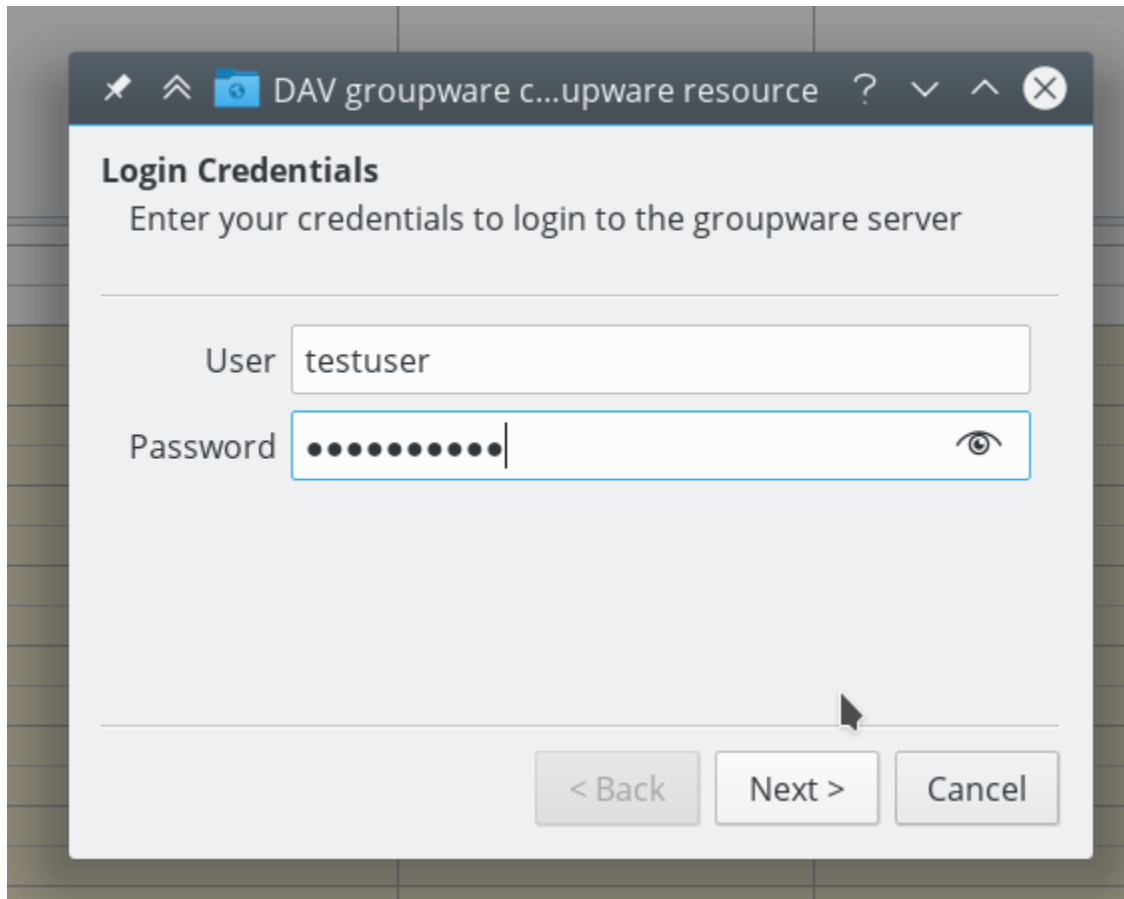 DAV groupware c...upware resource
Login Credentials
Enter your credentials to login to the groupware server
User testuser
Password ●●●●●●●●●●
< Back Next > Cancel